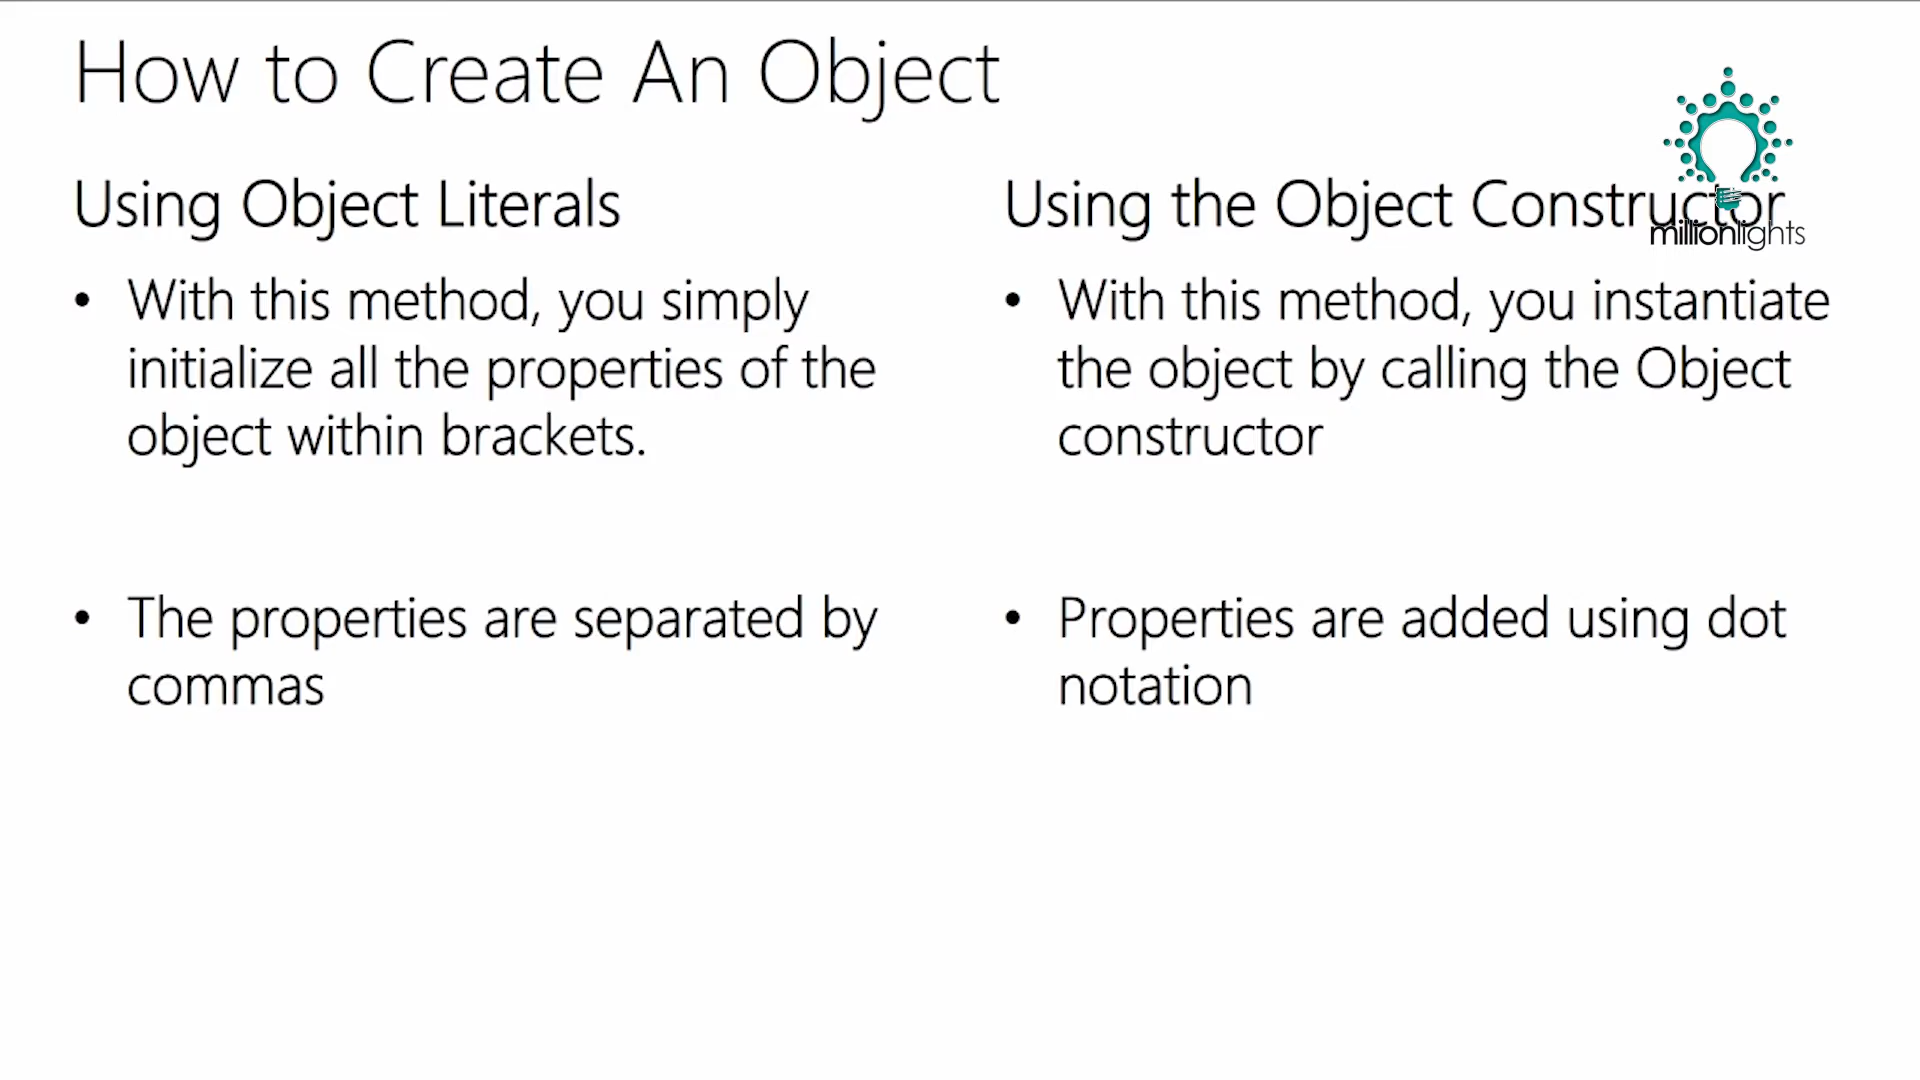 How to Create An Object
Using Object Literals
• With this method, you simply
initialize all the properties of the
object within brackets.
• The properties are separated by
commas
Using the Object Constructor
• With this method, you instantiate
the object by calling the Object
constructor
• Properties are added using dot
notation
millionlights